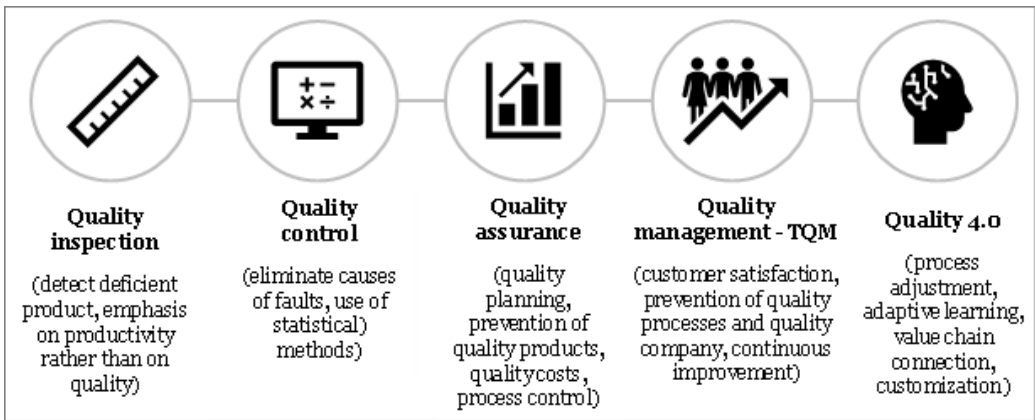 Quality
inspection
(detect deficient
product, emphasis
on productivity
rather than on
quality)
Quality
control
(eliminate causes
of faults, use of
statistical)
methods)
Quality
assurance
(quality
planning,
prevention of
quality products,
quality costs,
process control)
Quality
management - TQM
(customer satisfaction,
prevention of quality
processes and quality
company, continuous
improvement)
Quality 4.0
(process
adjustment,
adaptive learning,
value chain
connection,
customization)